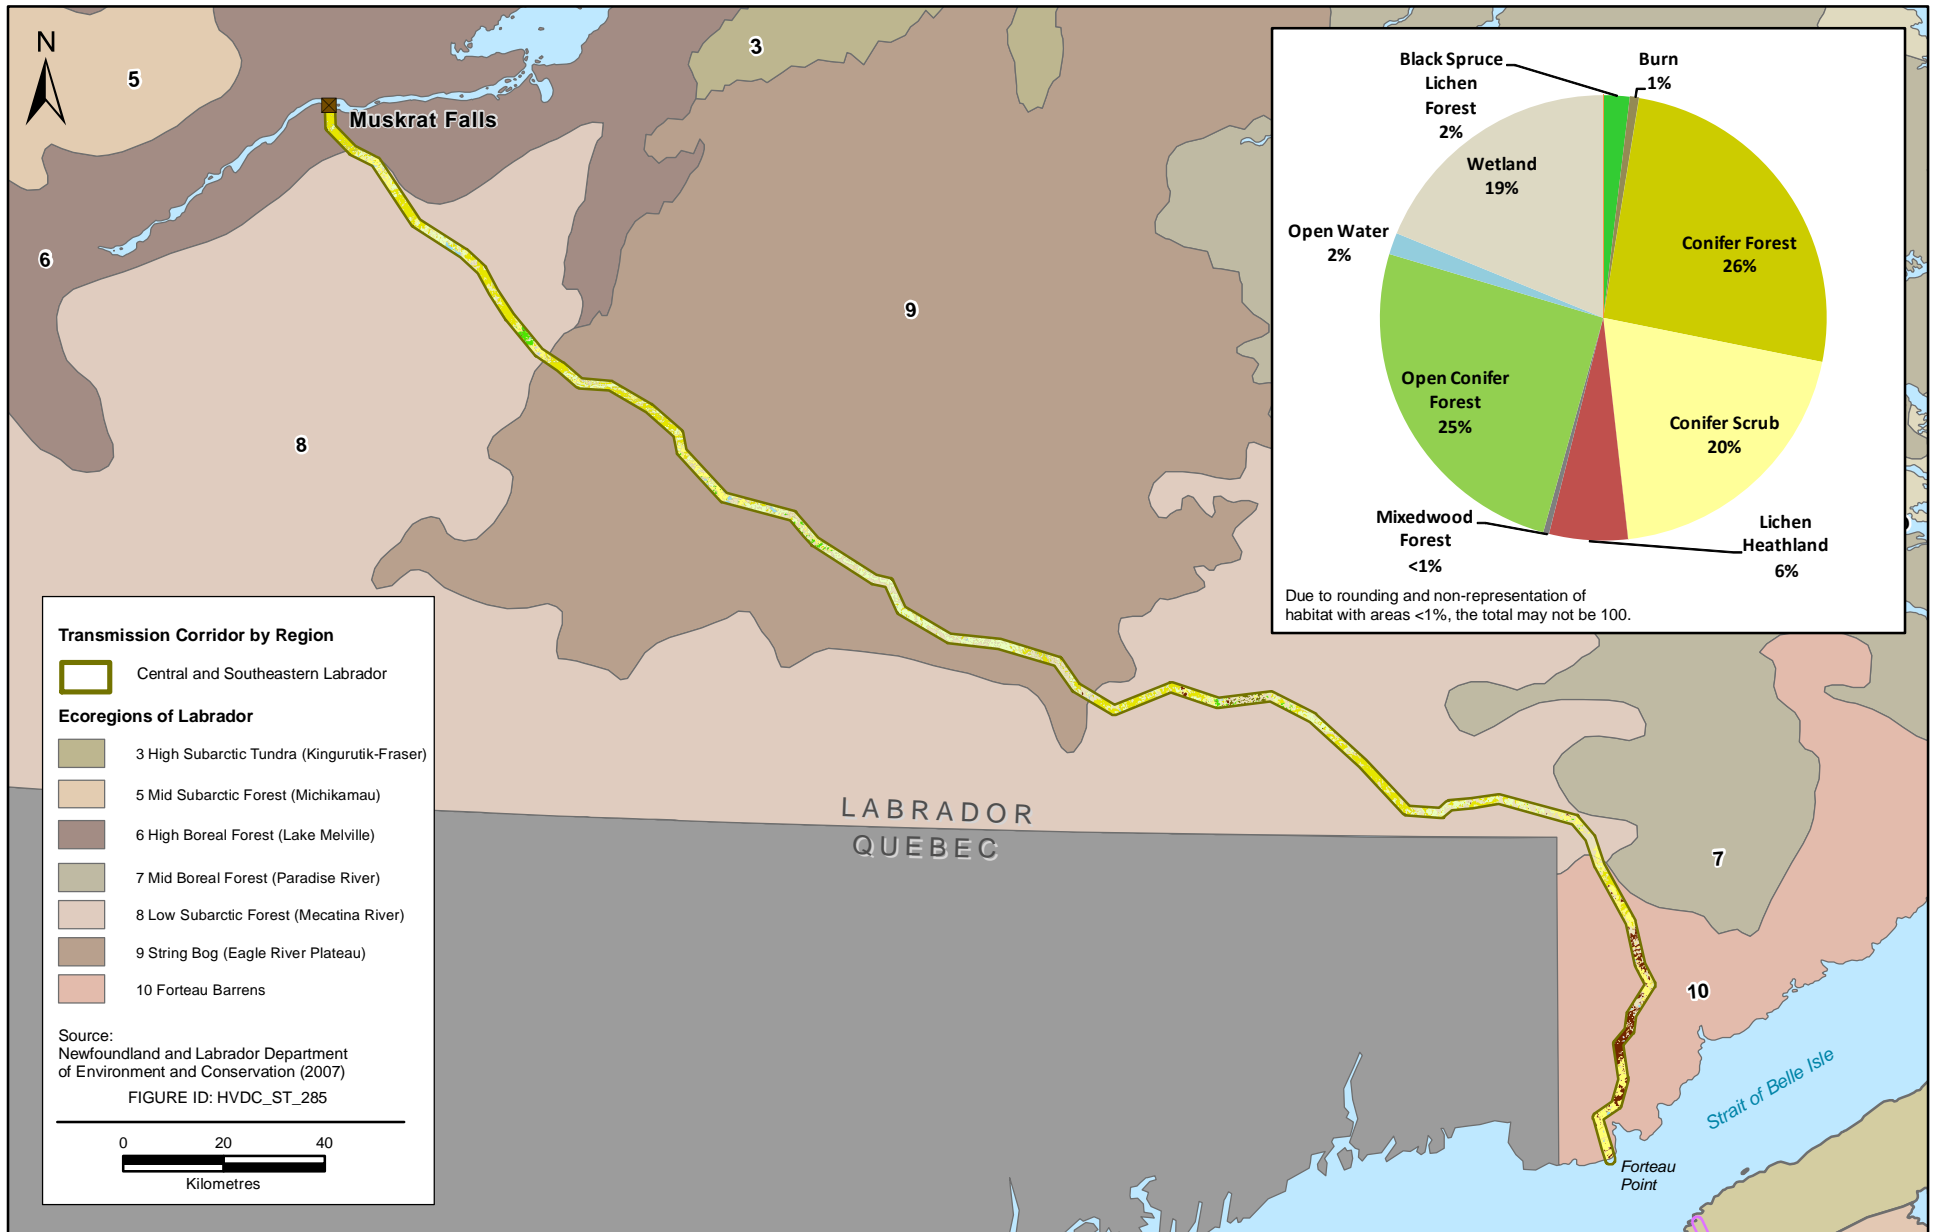 N
5
3
Muskrat Falls
6
9
8
7
10
LABRADOR
QUEBEC
Strait of Belle Isle
Forteau
Point
Black Spruce
Lichen
Forest
2%
Burn
1%
Wetland
19%
Conifer Forest
26%
Open Water
2%
Open Conifer
Forest
25%
Conifer Scrub
20%
Mixedwood
Forest
<1%
Lichen
Heathland
6%
Due to rounding and non-representation of
habitat with areas <1%, the total may not be 100.
Transmission Corridor by Region
Central and Southeastern Labrador
Ecoregions of Labrador
3 High Subarctic Tundra (Kingurutik-Fraser)
5 Mid Subarctic Forest (Michikamau)
6 High Boreal Forest (Lake Melville)
7 Mid Boreal Forest (Paradise River)
8 Low Subarctic Forest (Mecatina River)
9 String Bog (Eagle River Plateau)
10 Forteau Barrens
Source:
Newfoundland and Labrador Department
of Environment and Conservation (2007)
FIGURE ID: HVDC_ST_285
0 20 40
Kilometres